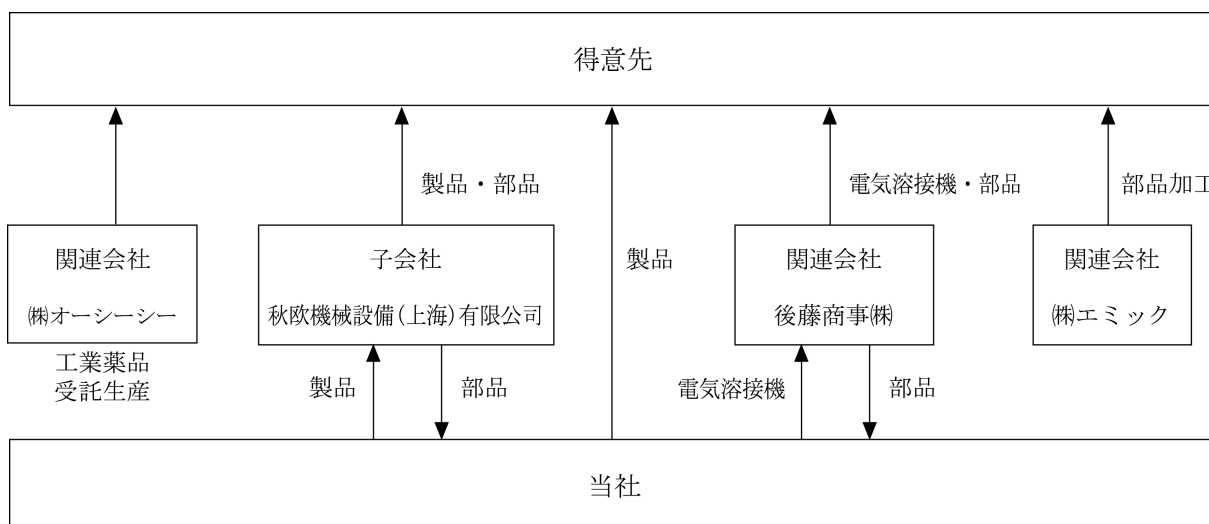 得意先
製品・部品
電気溶接機・部品
部品加工
関連会社
㈱オーシーシー
工業薬品
受託生産
子会社
秋欧機械設備(上海)有限公司
製品
関連会社
後藤商事㈱
関連会社
㈱エミック
製品
部品
電気溶接機
部品
当社